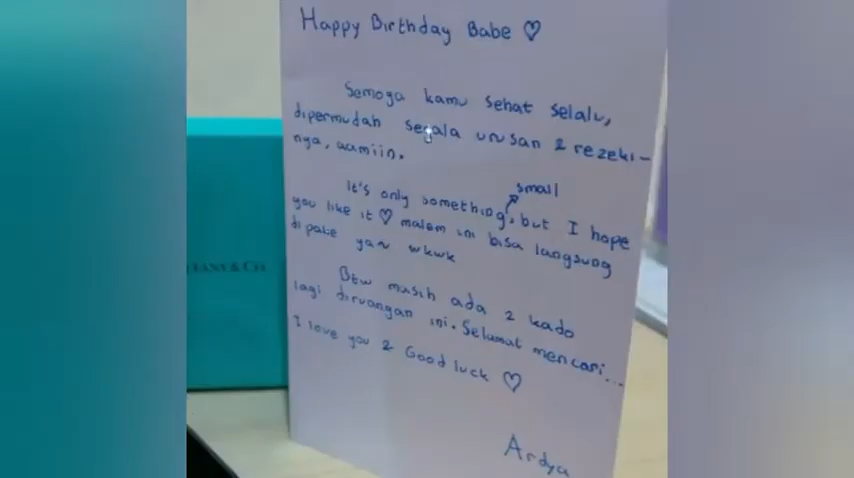 Happy Birthday Babe ♡
Semoga kamu sehat selalu,
dipermudah segala urusan & rezeki-
nya, aamiin.
small
It's only something, but I hope
you like it ♡ malem ini bisa langsung
di pake yaa wkwk
Btw masih ada 2 kado
lagi diruangan ini. Selamat mencari...
I love you & Good luck ♡
Ardya
& Co